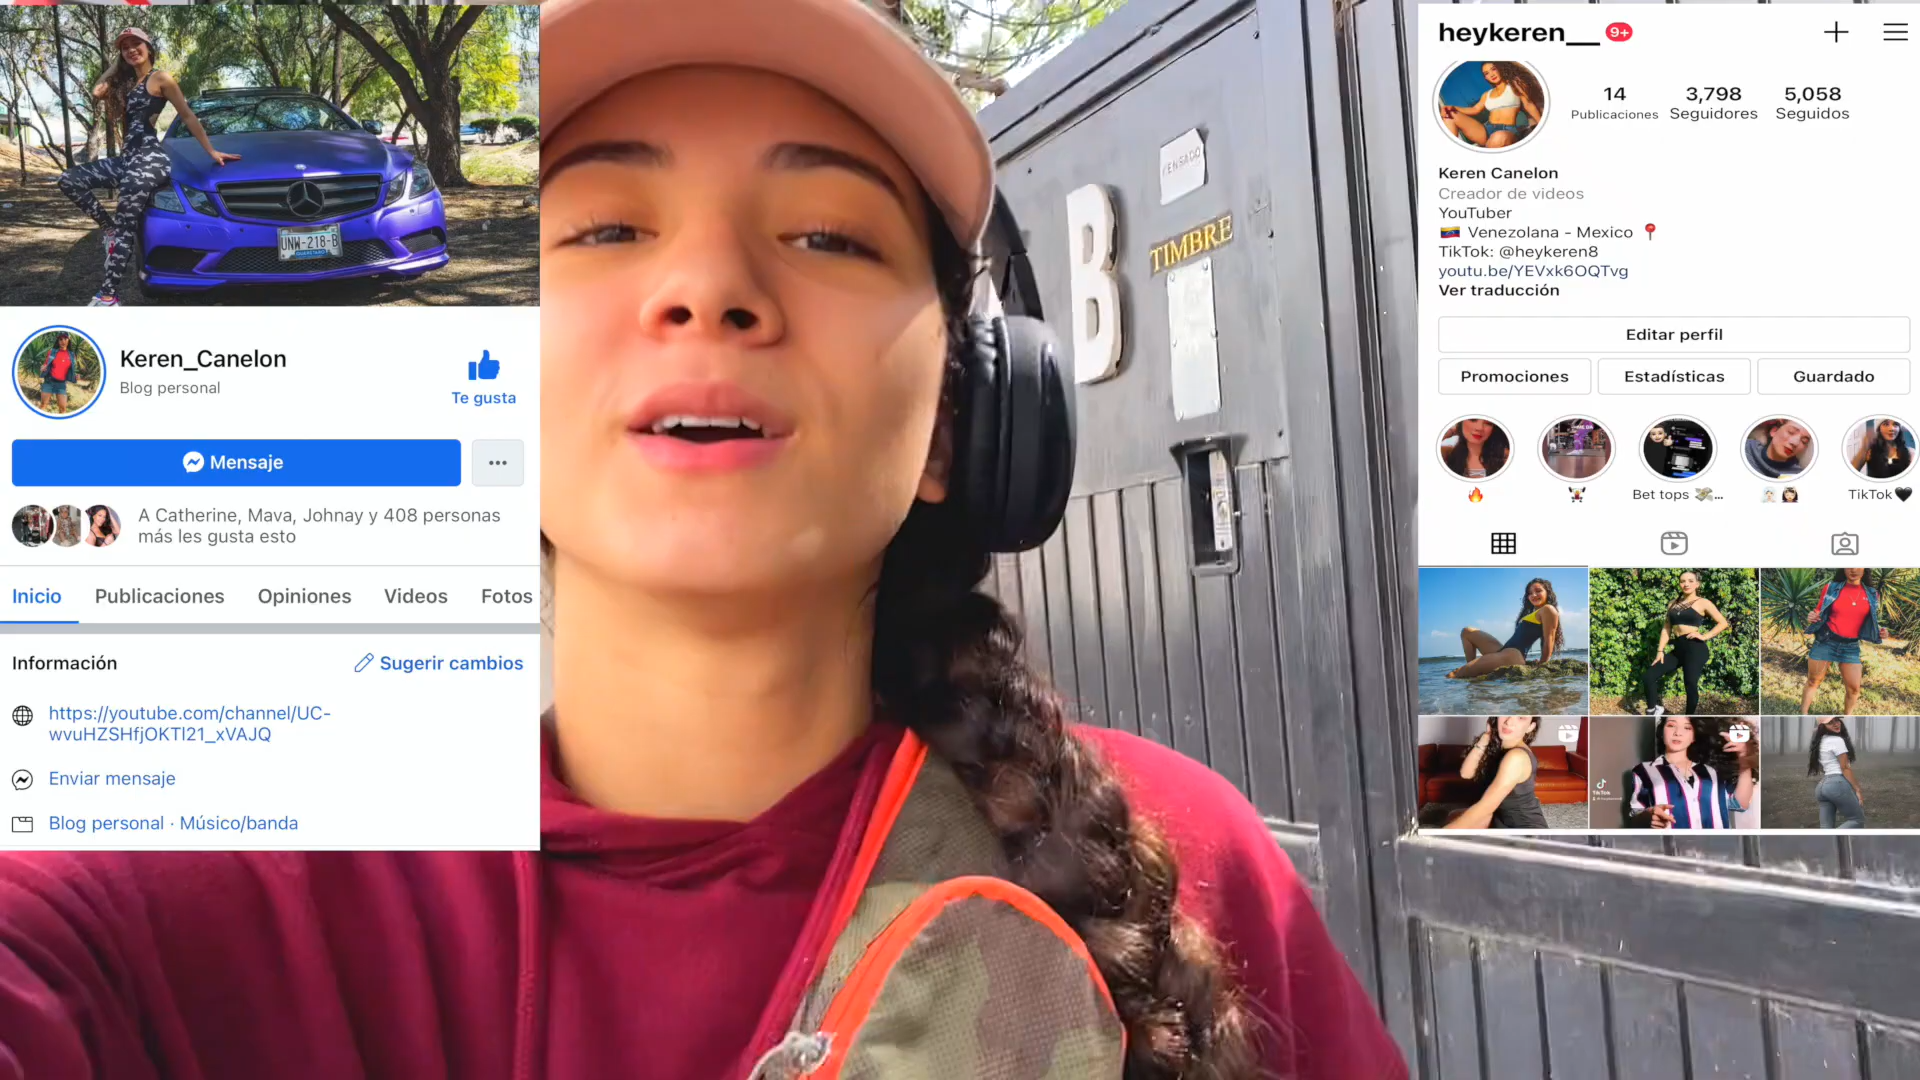 UNW-218-B
Keren_Canelon
Blog personal
Te gusta
Mensaje
A Catherine, Mava, Johnay y 408 personas
más les gusta esto
Inicio Publicaciones Opiniones Videos Fotos
Información
Sugerir cambios
https://youtube.com/channel/UC-
wvuHZSHfjOKTl21_xVAJQ
Enviar mensaje
Blog personal · Músico/banda
B
TIMBRE
heykeren__ 9+
14 3,798 5,058
Publicaciones Seguidores Seguidos
Keren Canelon
Creador de videos
YouTuber
🇻🇪 Venezolana - Mexico 📍
TikTok: @heykeren8
youtu.be/YEVxk6OQTvg
Ver traducción
Editar perfil
Promociones Estadísticas Guardado
Bet tops 💸... TikTok🖤
TikTok